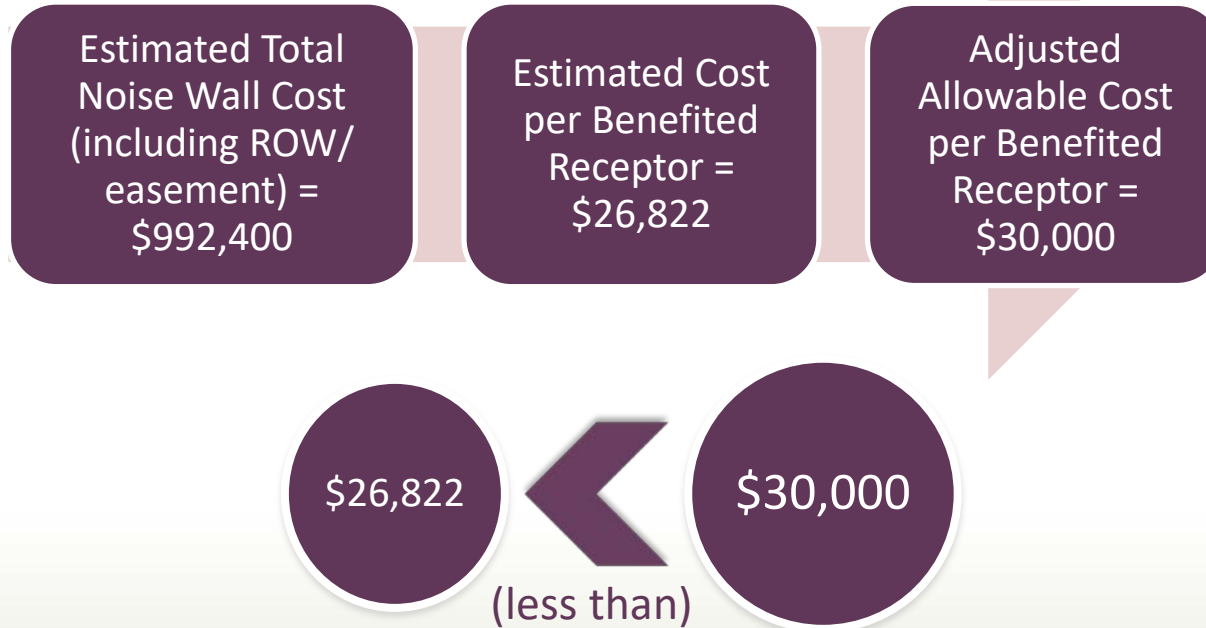 Estimated Total
Noise Wall Cost
(including ROW/
easement) =
$992,400
Estimated Cost
per Benefited
Receptor =
$26,822
Adjusted
Allowable Cost
per Benefited
Receptor =
$30,000
$26,822
$30,000
(less than)